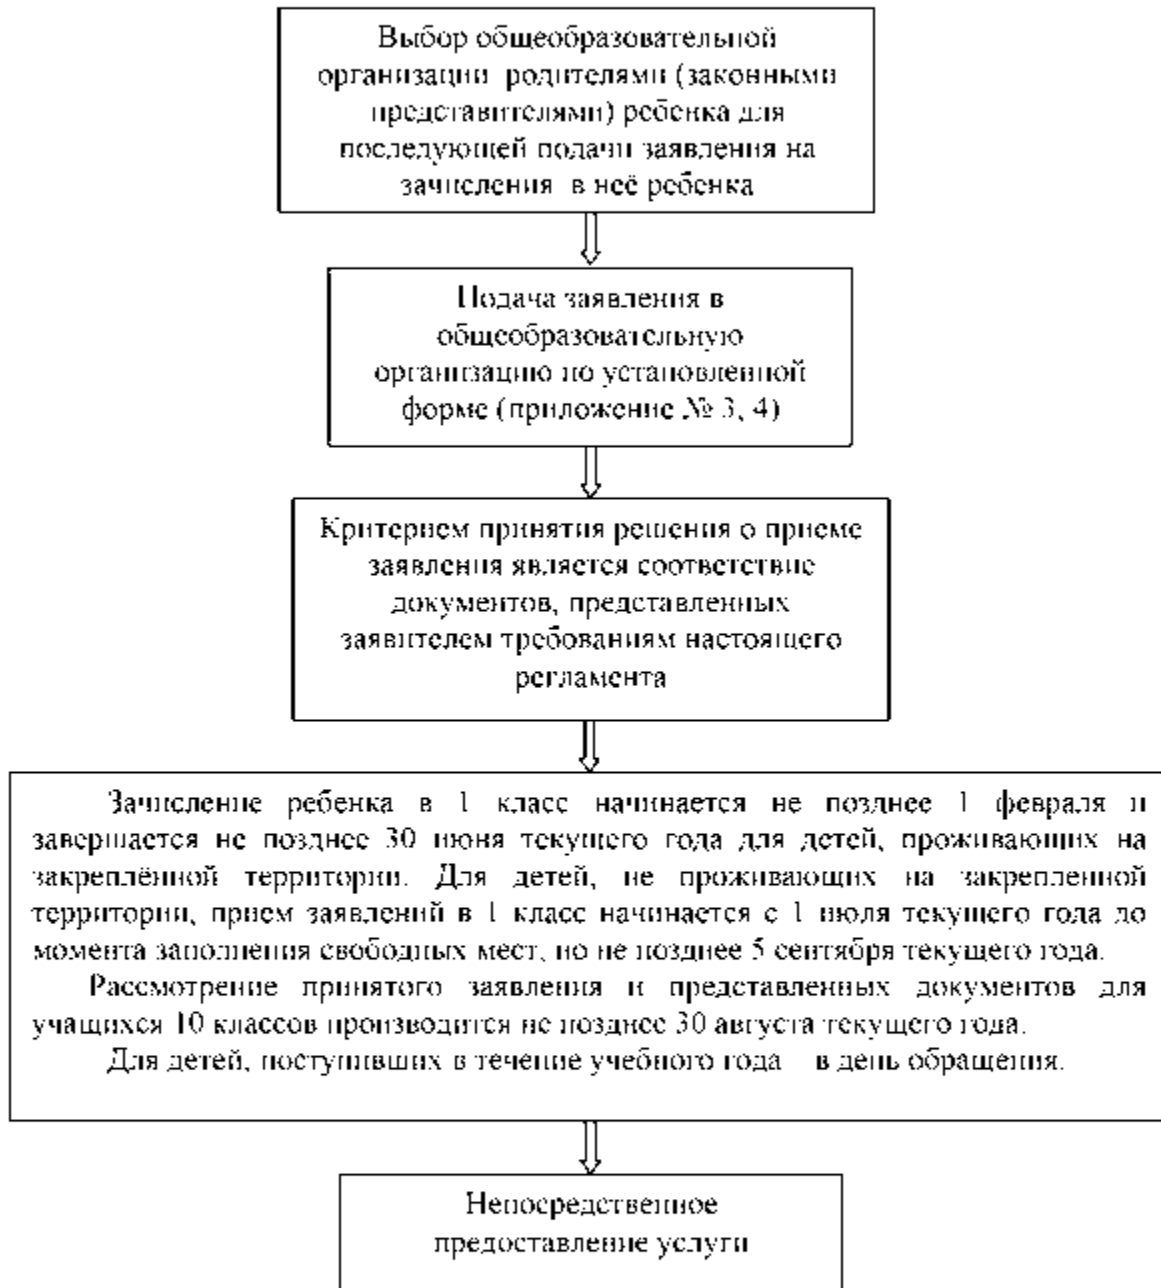 Выбор общеобразовательной
организации родителями (законными
представителями) ребенка для
последующей подачи заявления на
зачисления в неё ребенка
Подача заявления в
общеобразовательную
организацию по установленной
форме (приложение № 3, 4)
Критерием принятия решения о приеме
заявления является соответствие
документов, представленных
заявителем требованиям настоящего
регламента
Зачисление ребенка в 1 класс начинается не позднее 1 февраля и
завершается не позднее 30 июня текущего года для детей, проживающих на
закреплённой территории. Для детей, не проживающих на закрепленной
территории, прием заявлений в 1 класс начинается с 1 июля текущего года до
момента заполнения свободных мест, но не позднее 5 сентября текущего года.
Рассмотрение принятого заявления и представленных документов для
учащихся 10 классов производится не позднее 30 августа текущего года.
Для детей, поступивших в течение учебного года в день обращения.
Непосредственное
предоставление услуги